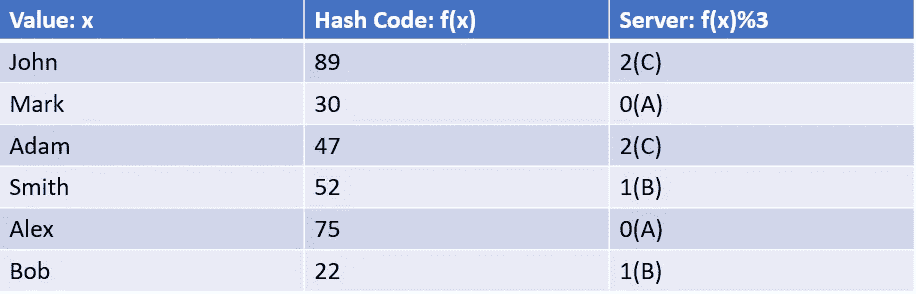 Value: x Hash Code: f(x) Server: f(x)%3
John 89 2(C)
Mark 30 0(A)
Adam 47 2(C)
Smith 52 1(B)
Alex 75 0(A)
Bob 22 1(B)